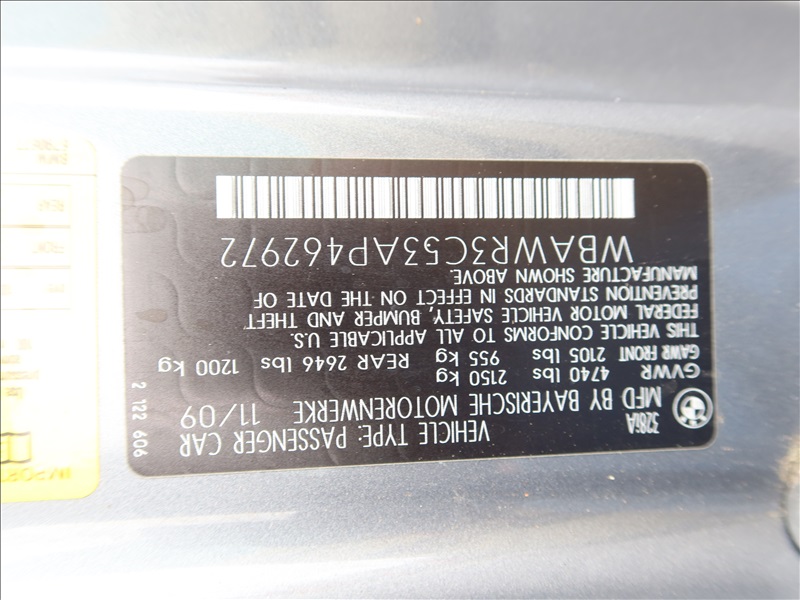 VEHICLE TYPE: PASSENGER CAR
328iA
MFD BY BAYERISCHE MOTORENWERKE 11/09
GVWR 4740 lbs 2150 kg
GAWR FRONT 2105 lbs 955 kg REAR 2646 lbs 1200 kg
THIS VEHICLE CONFORMS TO ALL APPLICABLE U.S.
FEDERAL MOTOR VEHICLE SAFETY, BUMPER AND THEFT
PREVENTION STANDARDS IN EFFECT ON THE DATE OF
MANUFACTURE SHOWN ABOVE.
WBAWR3C53AP462972
2 122 606